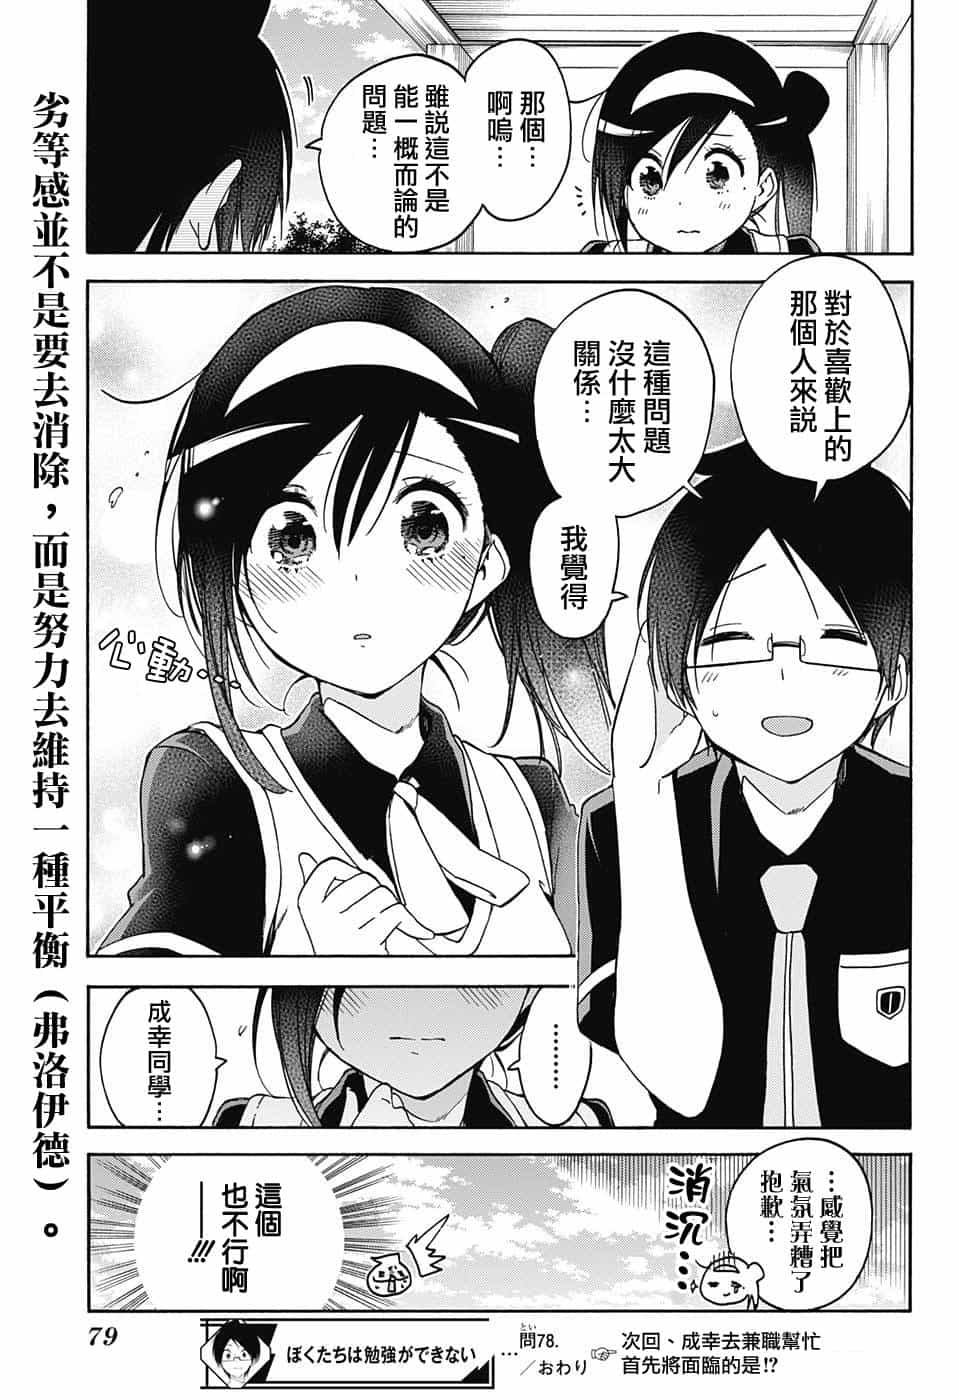 那個…
啊嗚…
雖説這不是
能一概而論的
問題…
對於喜歡上的
那個人來説
這種問題
沒什麼太大
關係…
我覺得
心動…
………
成幸同學…
…感覺把
氣氛弄糟了
抱歉…
消沉…
這個
也不行啊
──!!!
劣等感並不是要去消除，而是努力去維持一種平衡（弗洛伊德）。
79
ぼくたちは勉強ができない
…問78.
とい
／おわり
☞次回、成幸去兼職幫忙
首先將面臨的是!?